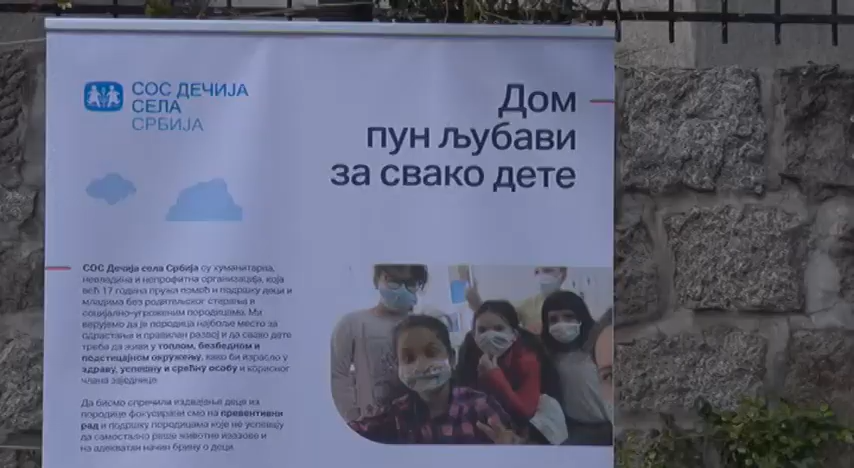 СОС ДЕЧИЈА
СЕЛА
СРБИЈА
Дом
пун љубави
за свако дете
СОС Дечија села Србија су хуманитарна,
невладина и непрофитна организација, која
већ 17 година пружа помоћ и подршку деци и
младима без родитељског старања и
социјално-угроженим породицама. Ми
верујемо да је породица најбоље место за
одрастање и правилан развој и да свако дете
треба да живи у топлом, безбедном и
подстицајном окружењу, како би израсло у
здраву, успешну и срећну особу и корисног
члана заједнице.
Да бисмо спречили издвајање деце из
породице фокусирани смо на превентивни
рад и подршку породицама које не успевају
да самостално реше животне изазове и
на адекватан начин брину о деци.